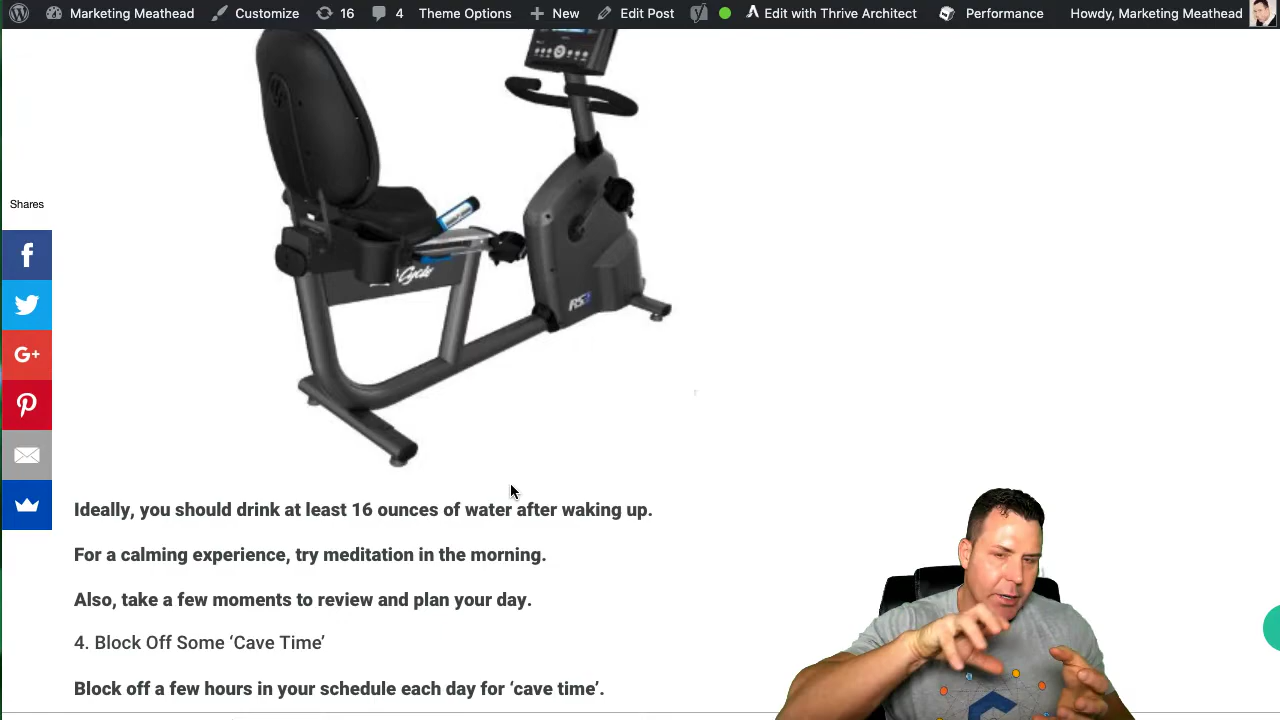 Marketing Meathead Customize 16 4 Theme Options New Edit Post Edit with Thrive Architect Performance Howdy, Marketing Meathead
Shares
Cycle
RS
Ideally, you should drink at least 16 ounces of water after waking up.
For a calming experience, try meditation in the morning.
Also, take a few moments to review and plan your day.
4. Block Off Some ‘Cave Time’
Block off a few hours in your schedule each day for ‘cave time’.